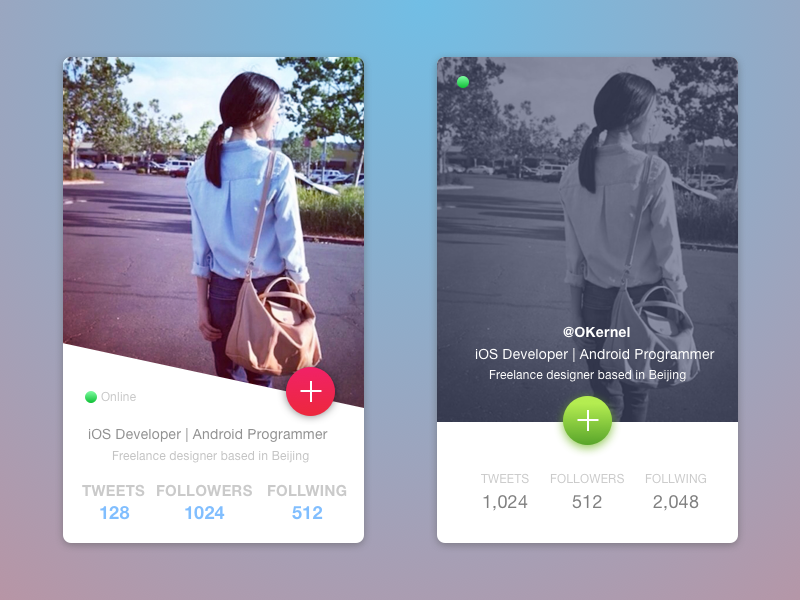 Online
iOS Developer | Android Programmer
Freelance designer based in Beijing
TWEETS FOLLOWERS FOLLWING
128 1024 512
@OKernel
iOS Developer | Android Programmer
Freelance designer based in Beijing
TWEETS FOLLOWERS FOLLWING
1,024 512 2,048